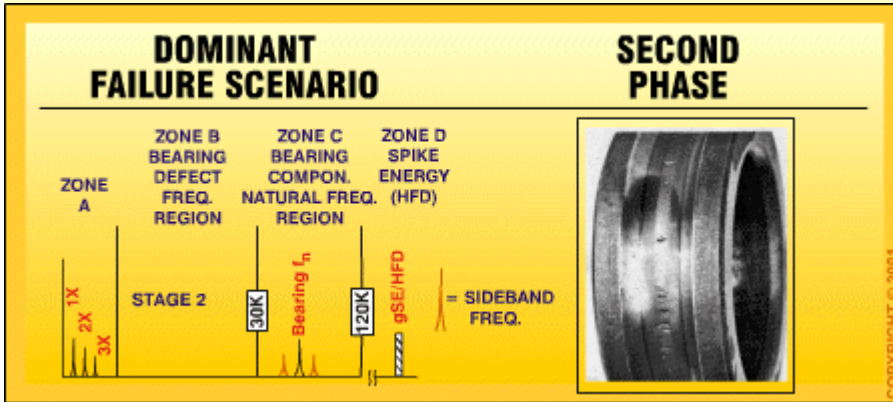 DOMINANT
FAILURE SCENARIO
SECOND
PHASE
ZONE
A
ZONE B
BEARING
DEFECT
FREQ.
REGION
ZONE C
BEARING
COMPON.
NATURAL FREQ.
REGION
ZONE D
SPIKE
ENERGY
(HFD)
1X
2X
3X
STAGE 2
30K
Bearing fn
120K
gSE/HFD
= SIDEBAND
FREQ.
COPYRIGHT © 2001